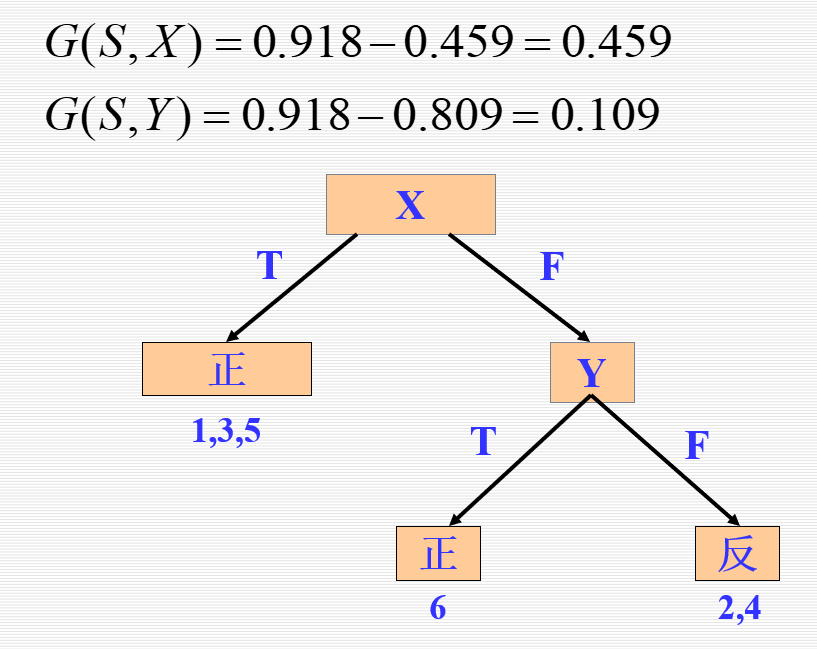 G(S, X) = 0.918 − 0.459 = 0.459
G(S, Y) = 0.918 − 0.809 = 0.109
X
T
F
正
Y
1,3,5
T
F
正
反
6
2,4